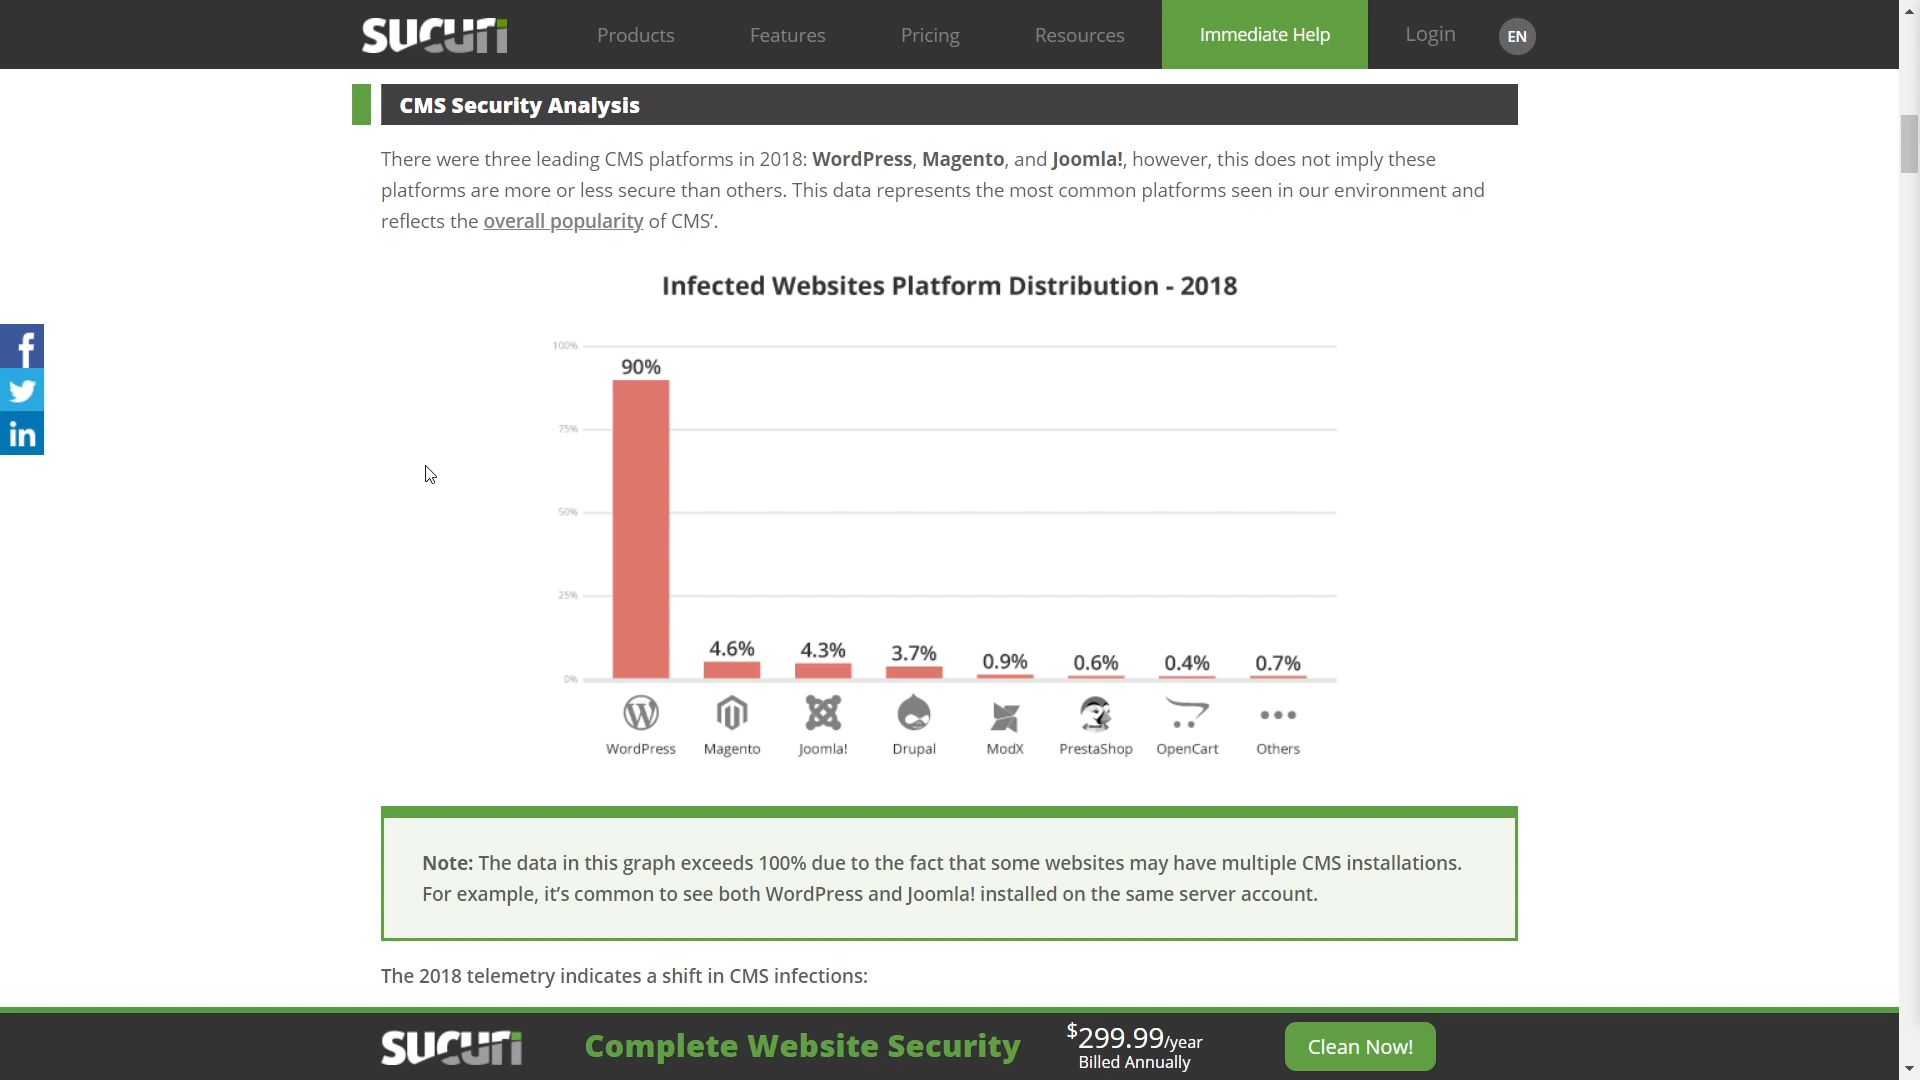 sucuri
Products
Features
Pricing
Resources
Immediate Help
Login
EN
CMS Security Analysis
There were three leading CMS platforms in 2018: WordPress, Magento, and Joomla!, however, this does not imply these
platforms are more or less secure than others. This data represents the most common platforms seen in our environment and
reflects the overall popularity of CMS’.
Infected Websites Platform Distribution - 2018
100%
90%
75%
50%
25%
4.6%
4.3%
3.7%
0.9%
0.6%
0.4%
0.7%
0%
WordPress
Magento
Joomla!
Drupal
ModX
PrestaShop
OpenCart
Others
Note: The data in this graph exceeds 100% due to the fact that some websites may have multiple CMS installations.
For example, it’s common to see both WordPress and Joomla! installed on the same server account.
The 2018 telemetry indicates a shift in CMS infections:
sucuri
Complete Website Security
$299.99/year
Billed Annually
Clean Now!